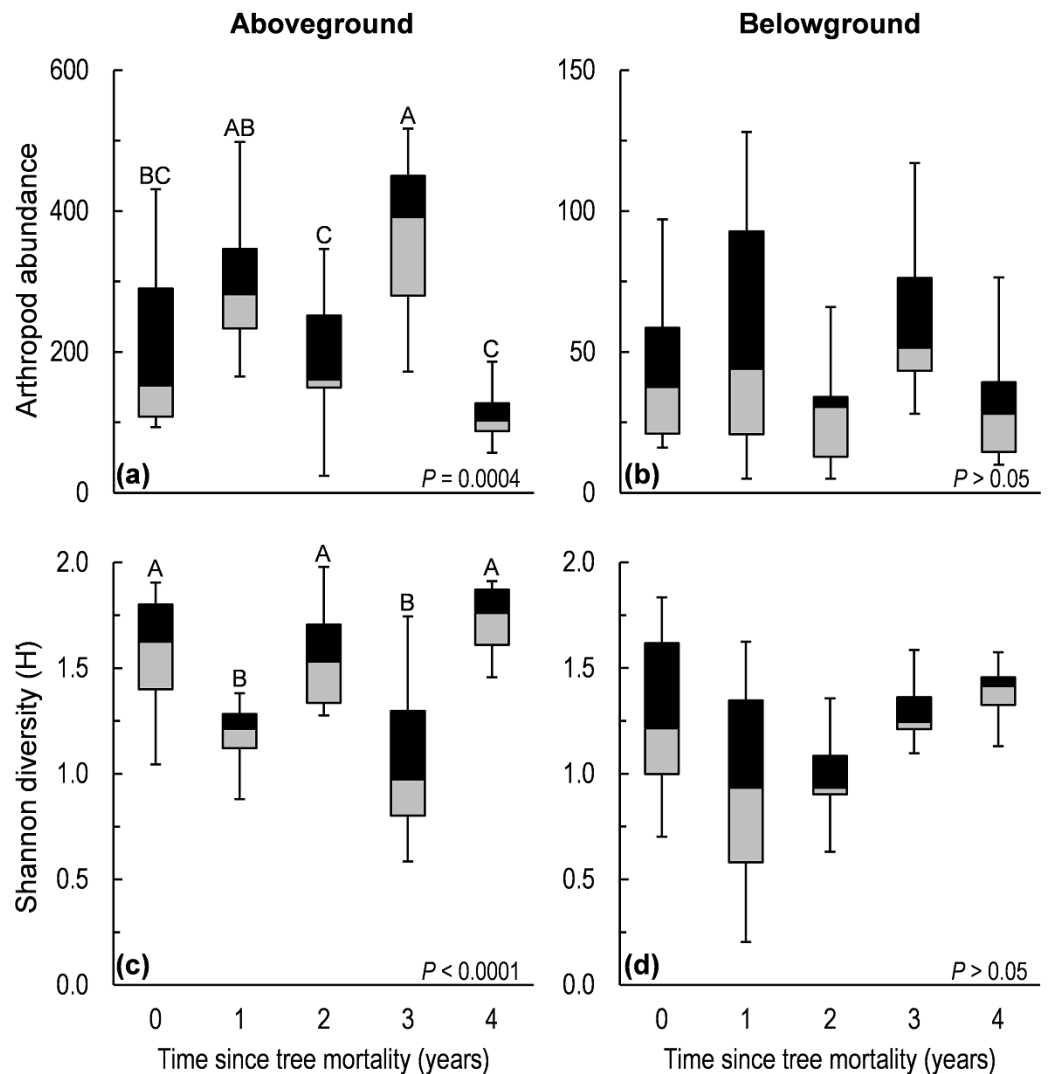 Aboveground
Belowground
Arthropod abundance
600
400
200
0
BC
AB
C
A
C
(a)
P = 0.0004
150
100
50
0
(b)
P > 0.05
Shannon diversity (H)
2.0
1.5
1.0
0.5
0.0
A
B
A
B
A
(c)
P < 0.0001
0 1 2 3 4
Time since tree mortality (years)
2.0
1.5
1.0
0.5
0.0
(d)
P > 0.05
0 1 2 3 4
Time since tree mortality (years)